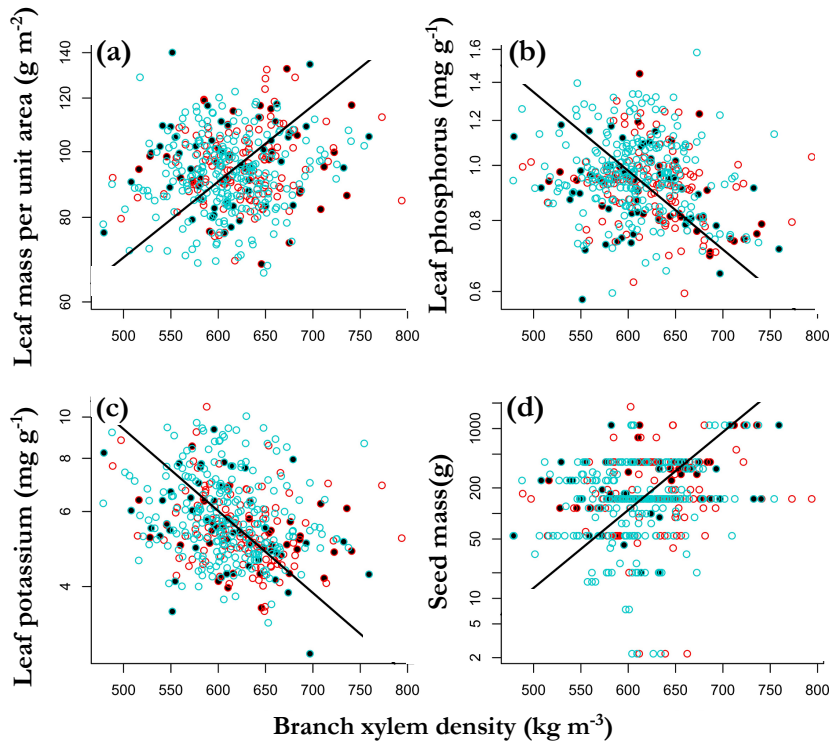 (a)
Leaf mass per unit area (g m⁻²)
140
120
100
80
60
500 550 600 650 700 750 800
(b)
Leaf phosphorus (mg g⁻¹)
1.6
1.4
1.2
1.0
0.8
0.6
500 550 600 650 700 750 800
(c)
Leaf potassium (mg g⁻¹)
10
8
6
4
500 550 600 650 700 750 800
(d)
Seed mass(g)
1000
200
50
10
5
2
500 550 600 650 700 750 800
Branch xylem density (kg m⁻³)